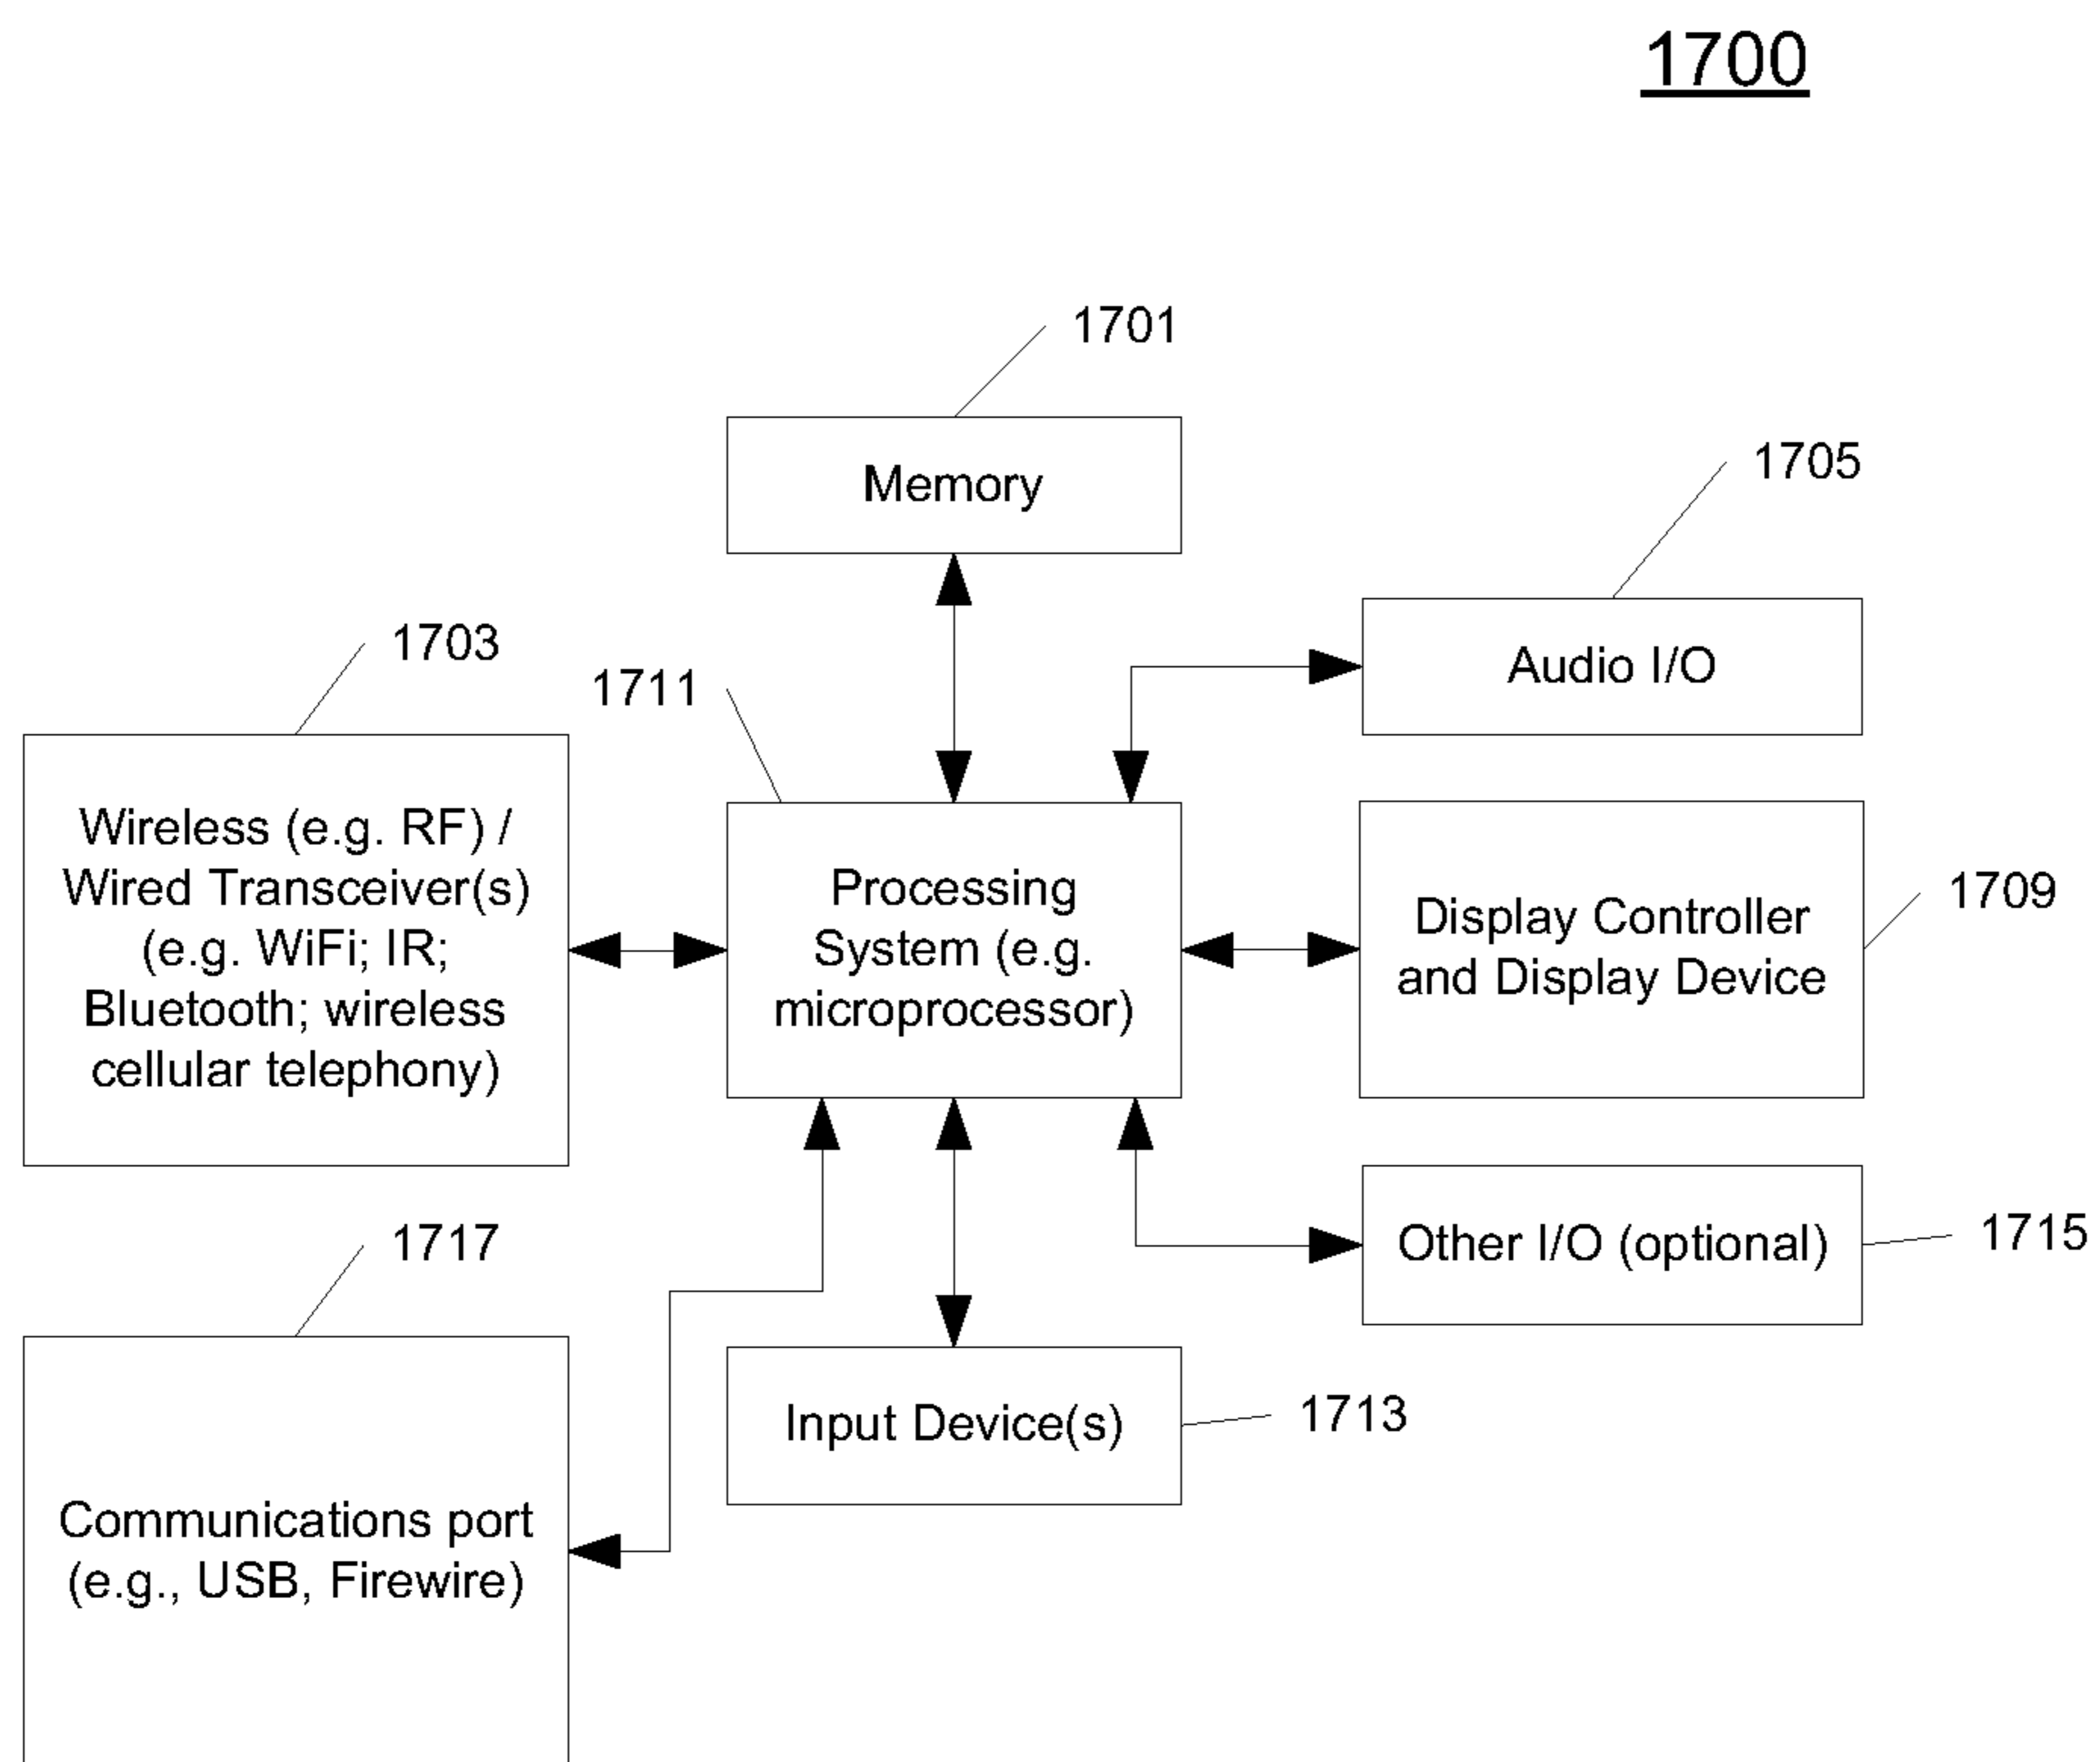 1700
1701
Memory
1705
Audio I/O
1703
1711
Wireless (e.g. RF) /
Wired Transceiver(s)
(e.g. WiFi; IR;
Bluetooth; wireless
cellular telephony)
Processing
System (e.g.
microprocessor)
Display Controller
and Display Device
1709
Other I/O (optional)
1715
1717
Input Device(s)
1713
Communications port
(e.g., USB, Firewire)